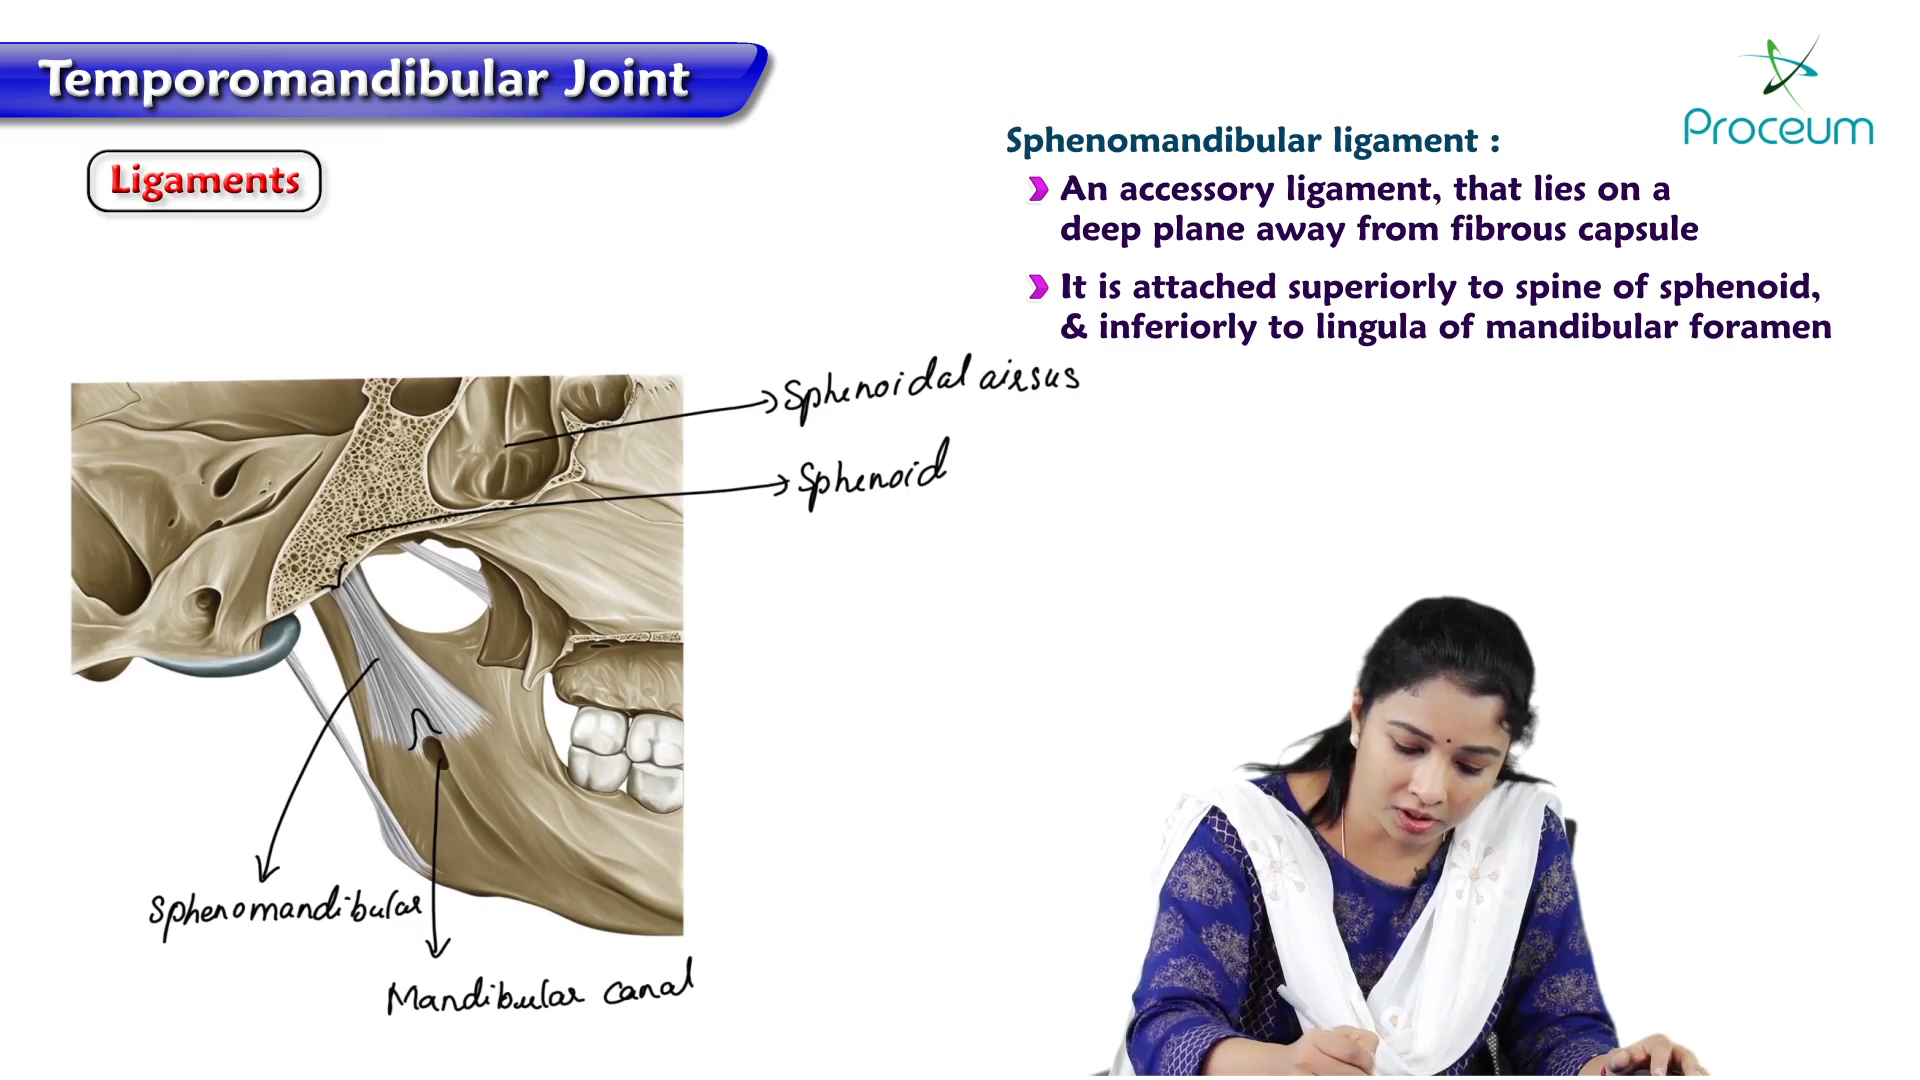 Temporomandibular Joint
Proceum
Ligaments
Sphenomandibular ligament :
An accessory ligament, that lies on a
deep plane away from fibrous capsule
It is attached superiorly to spine of sphenoid,
& inferiorly to lingula of mandibular foramen
Sphenoidal airsus
Sphenoid
Sphenomandibular
Mandibular canal